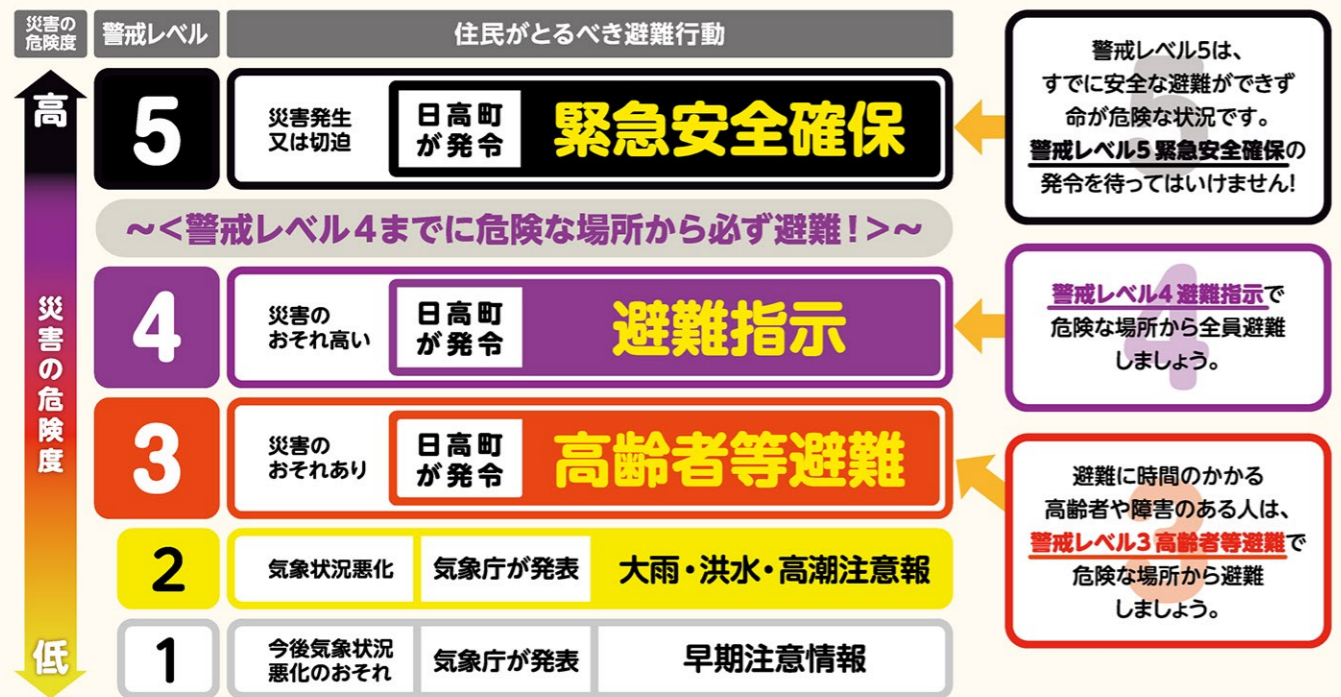 災害の
危険度
警戒レベル
住民がとるべき避難行動
高
災害の危険度
低
5
災害発生
又は切迫
日高町
が発令
緊急安全確保
～<警戒レベル4までに危険な場所から必ず避難！>～
4
災害の
おそれ高い
日高町
が発令
避難指示
3
災害の
おそれあり
日高町
が発令
高齢者等避難
2
気象状況悪化
気象庁が発表
大雨・洪水・高潮注意報
1
今後気象状況
悪化のおそれ
気象庁が発表
早期注意情報
5
警戒レベル5は、
すでに安全な避難ができず
命が危険な状況です。
警戒レベル5 緊急安全確保の
発令を待ってはいけません!
4
警戒レベル4 避難指示で
危険な場所から全員避難
しましょう。
3
避難に時間のかかる
高齢者や障害のある人は、
警戒レベル3 高齢者等避難で
危険な場所から避難
しましょう。